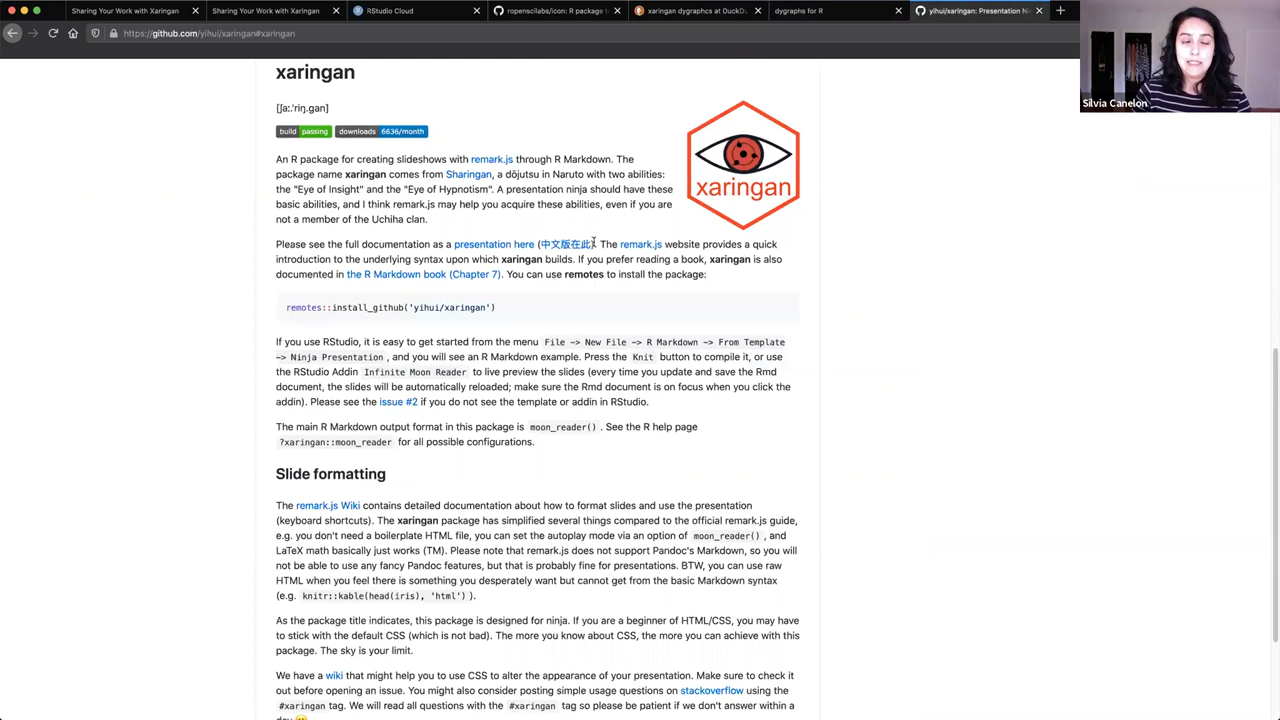 Sharing Your Work with Xaringan
Sharing Your Work with Xaringan
RStudio Cloud
ropenscilabs/icon: R package t
xaringan dygraphcs at DuckD
dygraphs for R
yihui/xaringan: Presentation N
https://github.com/yihui/xaringan#xaringan
Silvia Canelon
xaringan
[ʃaː.'riŋ.gan]
build passing downloads 6636/month
xaringan
An R package for creating slideshows with remark.js through R Markdown. The
package name xaringan comes from Sharingan, a dōjutsu in Naruto with two abilities:
the "Eye of Insight" and the "Eye of Hypnotism". A presentation ninja should have these
basic abilities, and I think remark.js may help you acquire these abilities, even if you are
not a member of the Uchiha clan.
Please see the full documentation as a presentation here (中文版在此). The remark.js website provides a quick
introduction to the underlying syntax upon which xaringan builds. If you prefer reading a book, xaringan is also
documented in the R Markdown book (Chapter 7). You can use remotes to install the package:
remotes::install_github('yihui/xaringan')
If you use RStudio, it is easy to get started from the menu File -> New File -> R Markdown -> From Template
-> Ninja Presentation , and you will see an R Markdown example. Press the Knit button to compile it, or use
the RStudio Addin Infinite Moon Reader to live preview the slides (every time you update and save the Rmd
document, the slides will be automatically reloaded; make sure the Rmd document is on focus when you click the
addin). Please see the issue #2 if you do not see the template or addin in RStudio.
The main R Markdown output format in this package is moon_reader() . See the R help page
?xaringan::moon_reader for all possible configurations.
Slide formatting
The remark.js Wiki contains detailed documentation about how to format slides and use the presentation
(keyboard shortcuts). The xaringan package has simplified several things compared to the official remark.js guide,
e.g. you don't need a boilerplate HTML file, you can set the autoplay mode via an option of moon_reader() , and
LaTeX math basically just works (TM). Please note that remark.js does not support Pandoc's Markdown, so you will
not be able to use any fancy Pandoc features, but that is probably fine for presentations. BTW, you can use raw
HTML when you feel there is something you desperately want but cannot get from the basic Markdown syntax
(e.g. knitr::kable(head(iris), 'html') ).
As the package title indicates, this package is designed for ninja. If you are a beginner of HTML/CSS, you may have
to stick with the default CSS (which is not bad). The more you know about CSS, the more you can achieve with this
package. The sky is your limit.
We have a wiki that might help you to use CSS to alter the appearance of your presentation. Make sure to check it
out before opening an issue. You might also consider posting simple usage questions on stackoverflow using the
#xaringan tag. We will read all questions with the #xaringan tag so please be patient if we don't answer within a
day